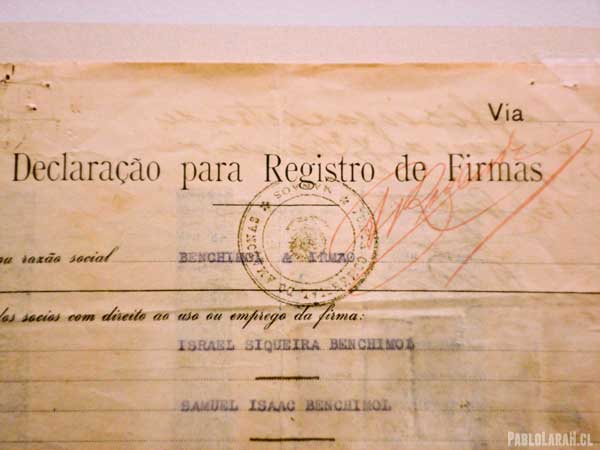 Via
Declaração para Registro de Firmas
ou razão social BENCHIMOL & IRMÃO
dos socios com direito ao uso ou emprego da firma:
ISRAEL SIQUEIRA BENCHIMOL
SAMUEL ISAAC BENCHIMOL
PABLOLARAH.CL